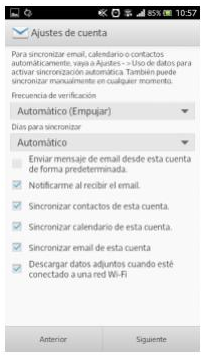 85% 10:57
Ajustes de cuenta
Para sincronizar email, calendario o contactos
automáticamente, vaya a Ajustes-->Uso de datos para
activar sincronización automática. También puede
sincronizar manualmente en cualquier momento.
Frecuencia de verificación
Automático (Empujar)
Días para sincronizar
Automático
Enviar mensaje de email desde esta cuenta
de forma predeterminada.
Notificarme al recibir el email.
Sincronizar contactos de esta cuenta.
Sincronizar calendario de esta cuenta.
Sincronizar email de esta cuenta
Descargar datos adjuntos cuando esté
conectado a una red Wi-Fi
Anterior Siguiente